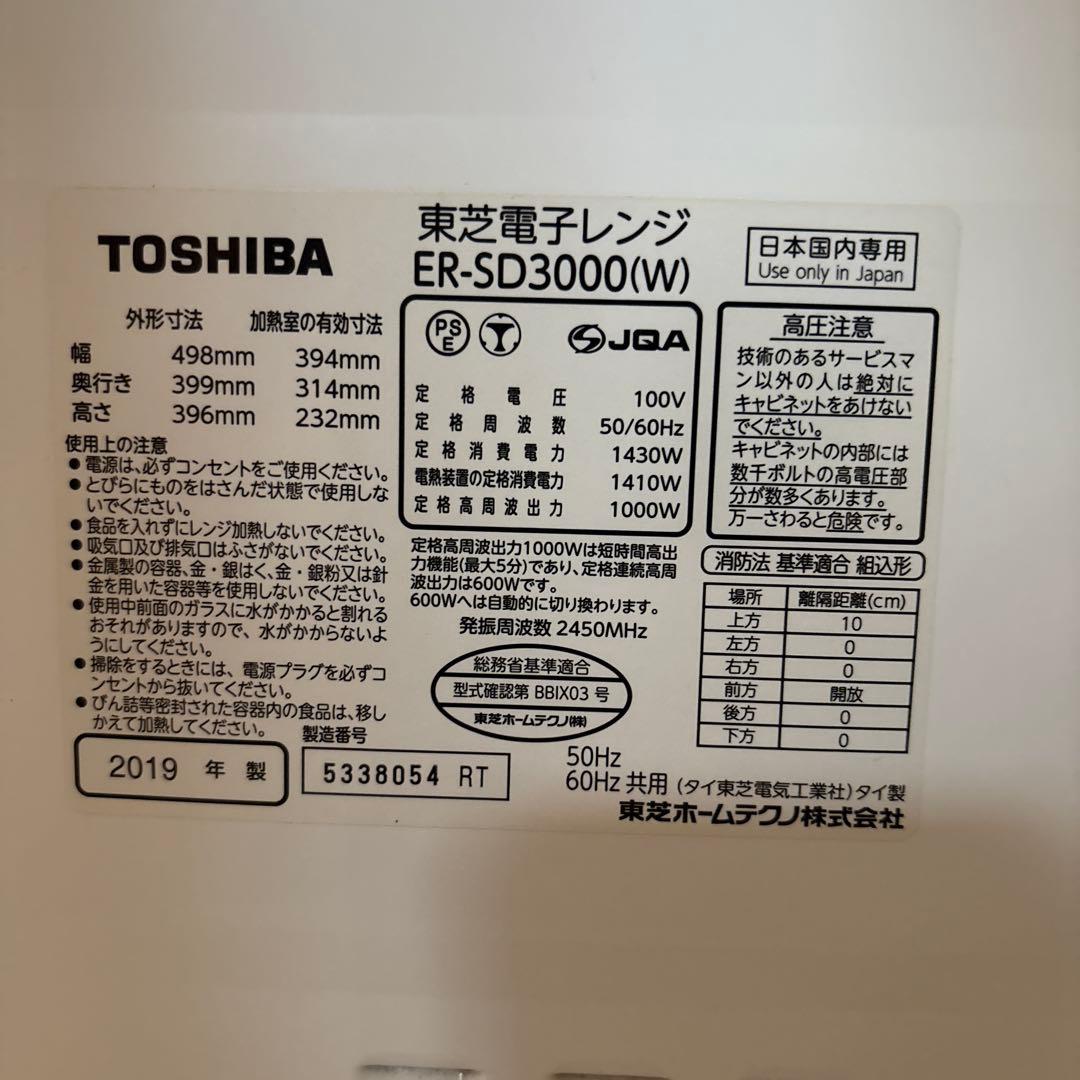 TOSHIBA
東芝電子レンジ
ER-SD3000(W)
日本国内専用
Use only in Japan
外形寸法 加熱室の有効寸法
幅 498mm 394mm
奥行き 399mm 314mm
高さ 396mm 232mm
使用上の注意
●電源は、必ずコンセントをご使用ください。
●とびらにものをはさんだ状態で使用しな
いでください。
●食品を入れずにレンジ加熱しないでください。
●吸気口及び排気口はふさがないでください。
●金属製の容器、金・銀はく、金・銀粉又は針
金を用いた容器等を使用しないでください。
●使用中前面のガラスに水がかかると割れる
おそれがありますので、水がかからないよ
うにしてください。
●掃除をするときには、電源プラグを必ずコ
ンセントから抜いてください。
●びん詰等密封された容器内の食品は、移し
かえて加熱してください。
2019 年 製
製造番号
5338054 RT
PS
E
JQA
定格電圧 100V
定格周波数 50/60Hz
定格消費電力 1430W
電熱装置の定格消費電力 1410W
定格高周波出力 1000W
定格高周波出力1000Wは短時間高出
力機能(最大5分)であり、定格連続高周
波出力は600Wです。
600Wへは自動的に切り換わります。
発振周波数 2450MHz
総務省基準適合
型式確認第 BBIX03 号
東芝ホームテクノ(株)
高圧注意
技術のあるサービスマ
ン以外の人は絶対に
キャビネットをあけない
でください。
キャビネットの内部には
数千ボルトの高電圧部
分が数多くあります。
万一さわると危険です。
消防法 基準適合 組込形
場所 離隔距離(cm)
上方 10
左方 0
右方 0
前方 開放
後方 0
下方 0
50Hz
60Hz 共用 (タイ東芝電気工業社)タイ製
東芝ホームテクノ株式会社